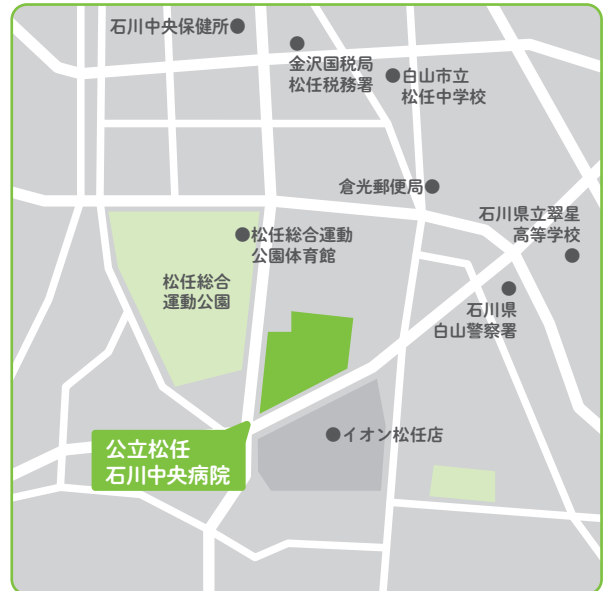 石川中央保健所
金沢国税局
松任税務署
白山市立
松任中学校
倉光郵便局
石川県立翠星
高等学校
松任総合運動
公園体育館
松任総合
運動公園
石川県
白山警察署
イオン松任店
公立松任
石川中央病院